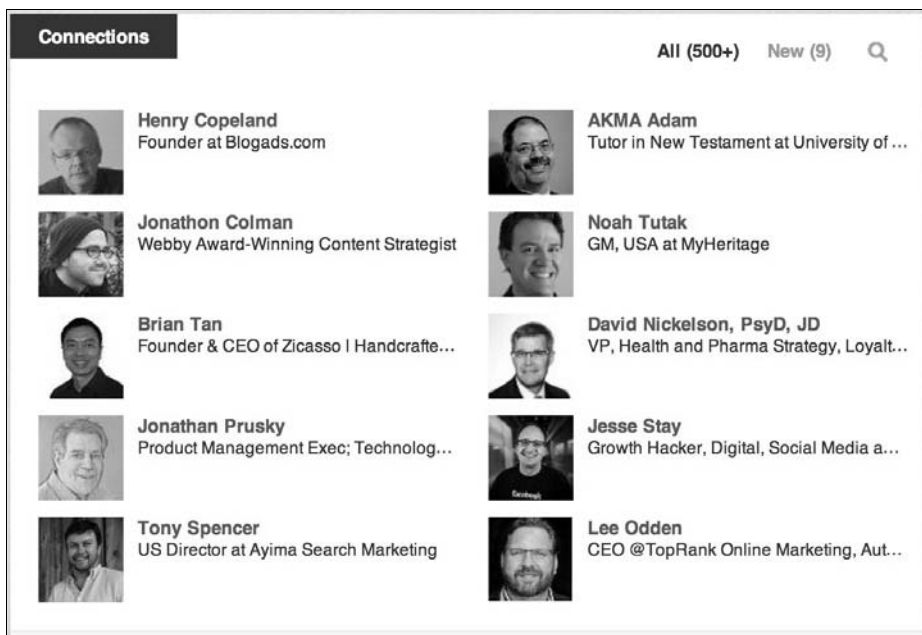 Connections
All (500+) New (9)
Henry Copeland
Founder at Blogads.com
AKMA Adam
Tutor in New Testament at University of ...
Jonathon Colman
Webby Award-Winning Content Strategist
Noah Tutak
GM, USA at MyHeritage
Brian Tan
Founder & CEO of Zicasso | Handcrafte...
David Nickelson, PsyD, JD
VP, Health and Pharma Strategy, Loyalt...
Jonathan Prusky
Product Management Exec; Technolog...
Jesse Stay
Growth Hacker, Digital, Social Media a...
Tony Spencer
US Director at Ayima Search Marketing
Lee Odden
CEO @TopRank Online Marketing, Aut...